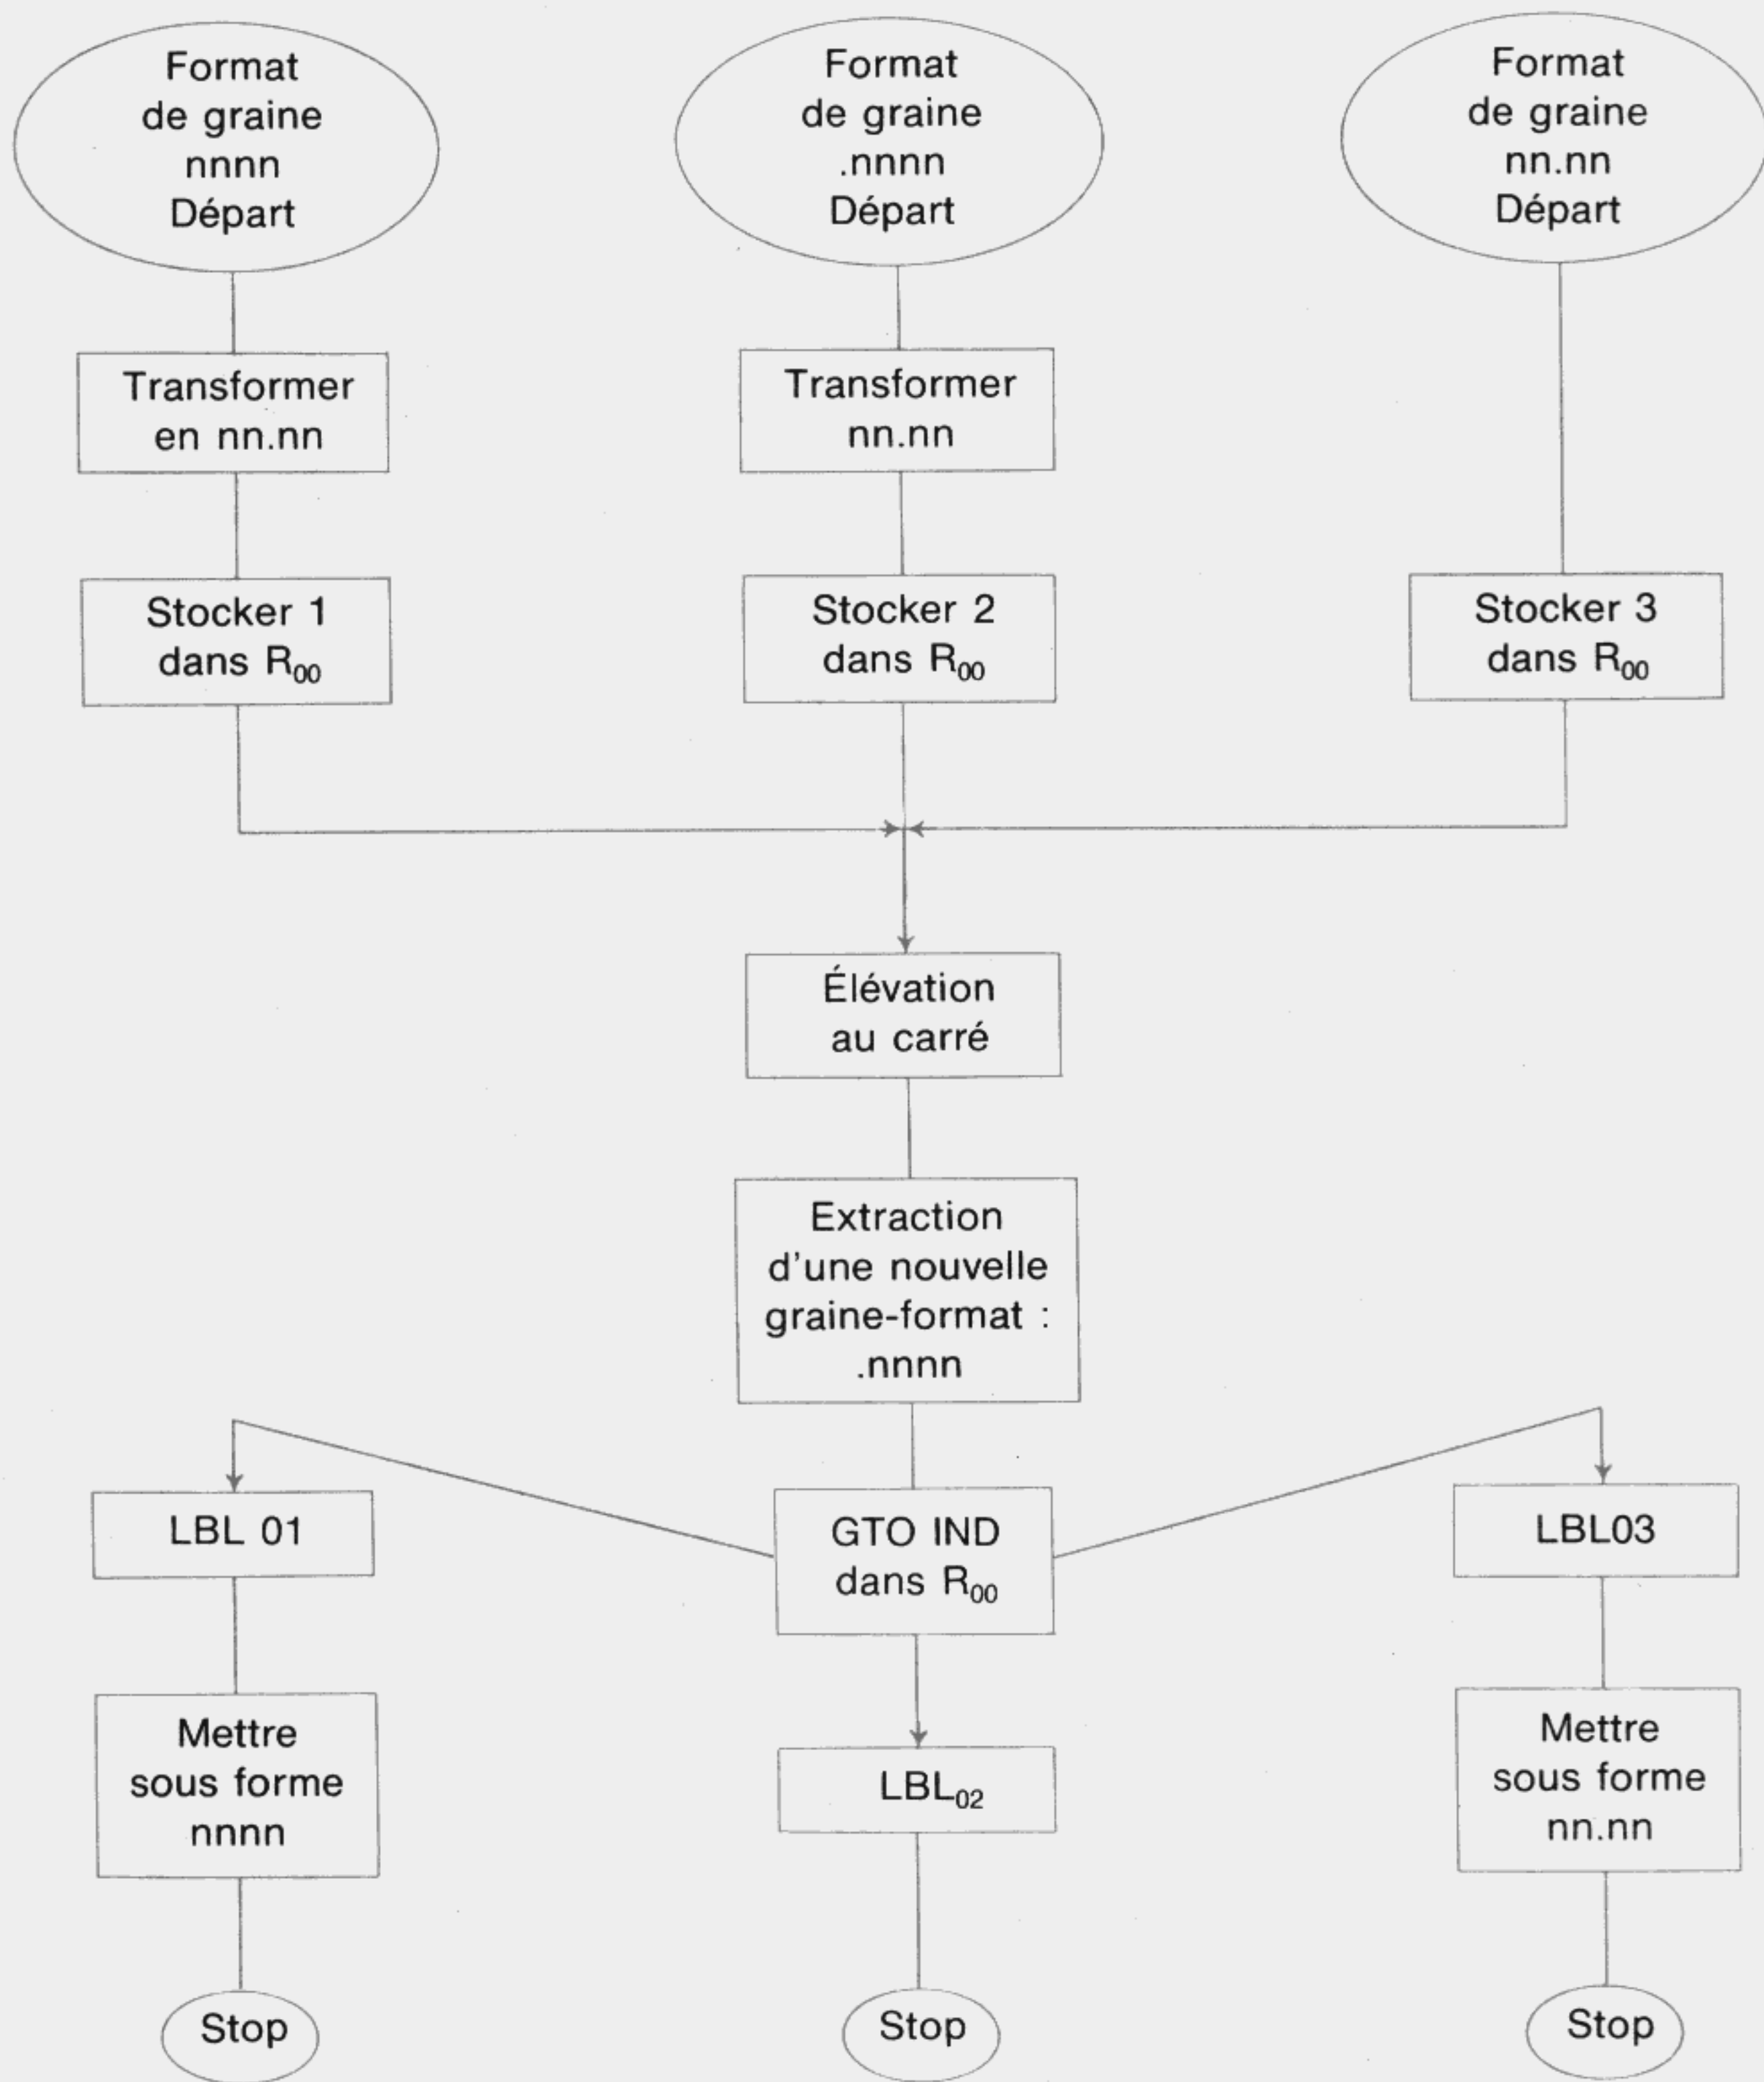 Format
de graine
nnnn
Départ
Format
de graine
.nnnn
Départ
Format
de graine
nn.nn
Départ
Transformer
en nn.nn
Transformer
nn.nn
Stocker 1
dans R₀₀
Stocker 2
dans R₀₀
Stocker 3
dans R₀₀
Élévation
au carré
Extraction
d'une nouvelle
graine-format :
.nnnn
LBL 01
GTO IND
dans R₀₀
LBL03
Mettre
sous forme
nnnn
LBL₀₂
Mettre
sous forme
nn.nn
Stop
Stop
Stop